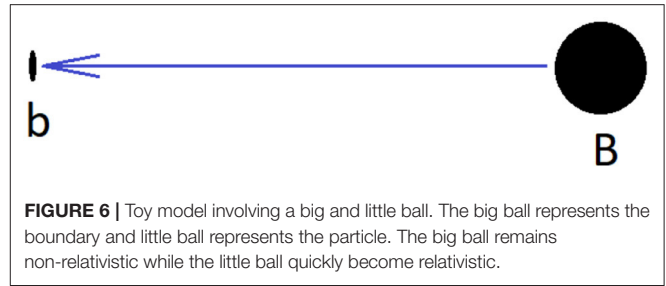 b
B
FIGURE 6 | Toy model involving a big and little ball. The big ball represents the
boundary and little ball represents the particle. The big ball remains
non-relativistic while the little ball quickly become relativistic.